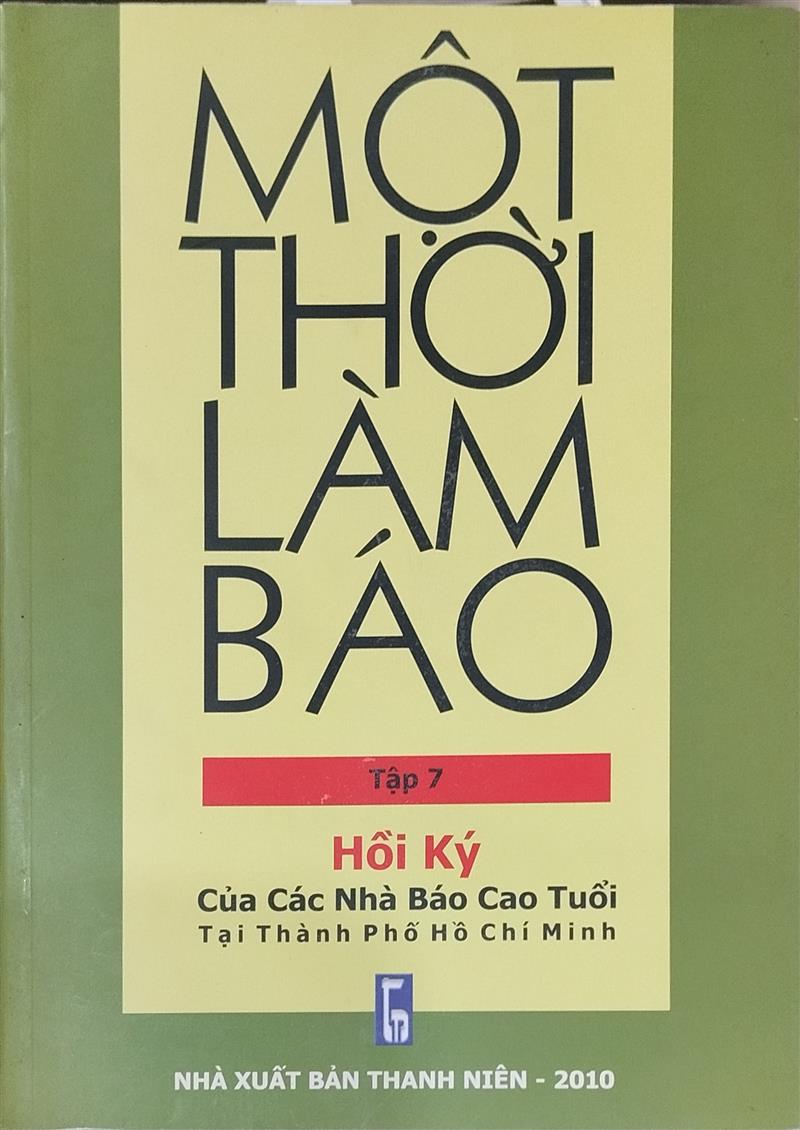 MỘT
THỜI
LÀM
BÁO
Tập 7
Hồi Ký
Của Các Nhà Báo Cao Tuổi
Tại Thành Phố Hồ Chí Minh
NHÀ XUẤT BẢN THANH NIÊN - 2010